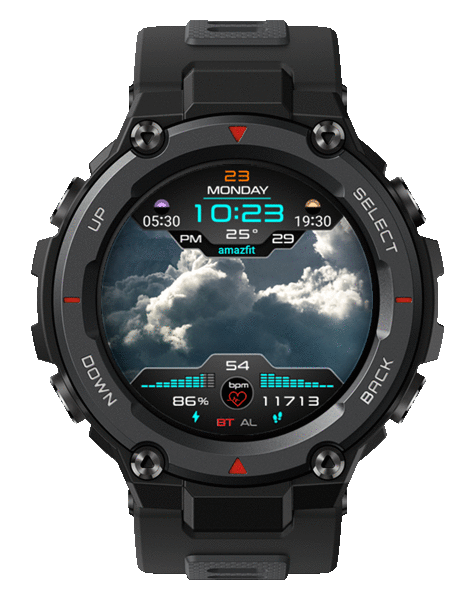 23
MONDAY
05:30 10:23 19:30
PM 25° 29
amazfit
UP
SELECT
DOWN
BACK
54
bpm
86% 11713
BT AL